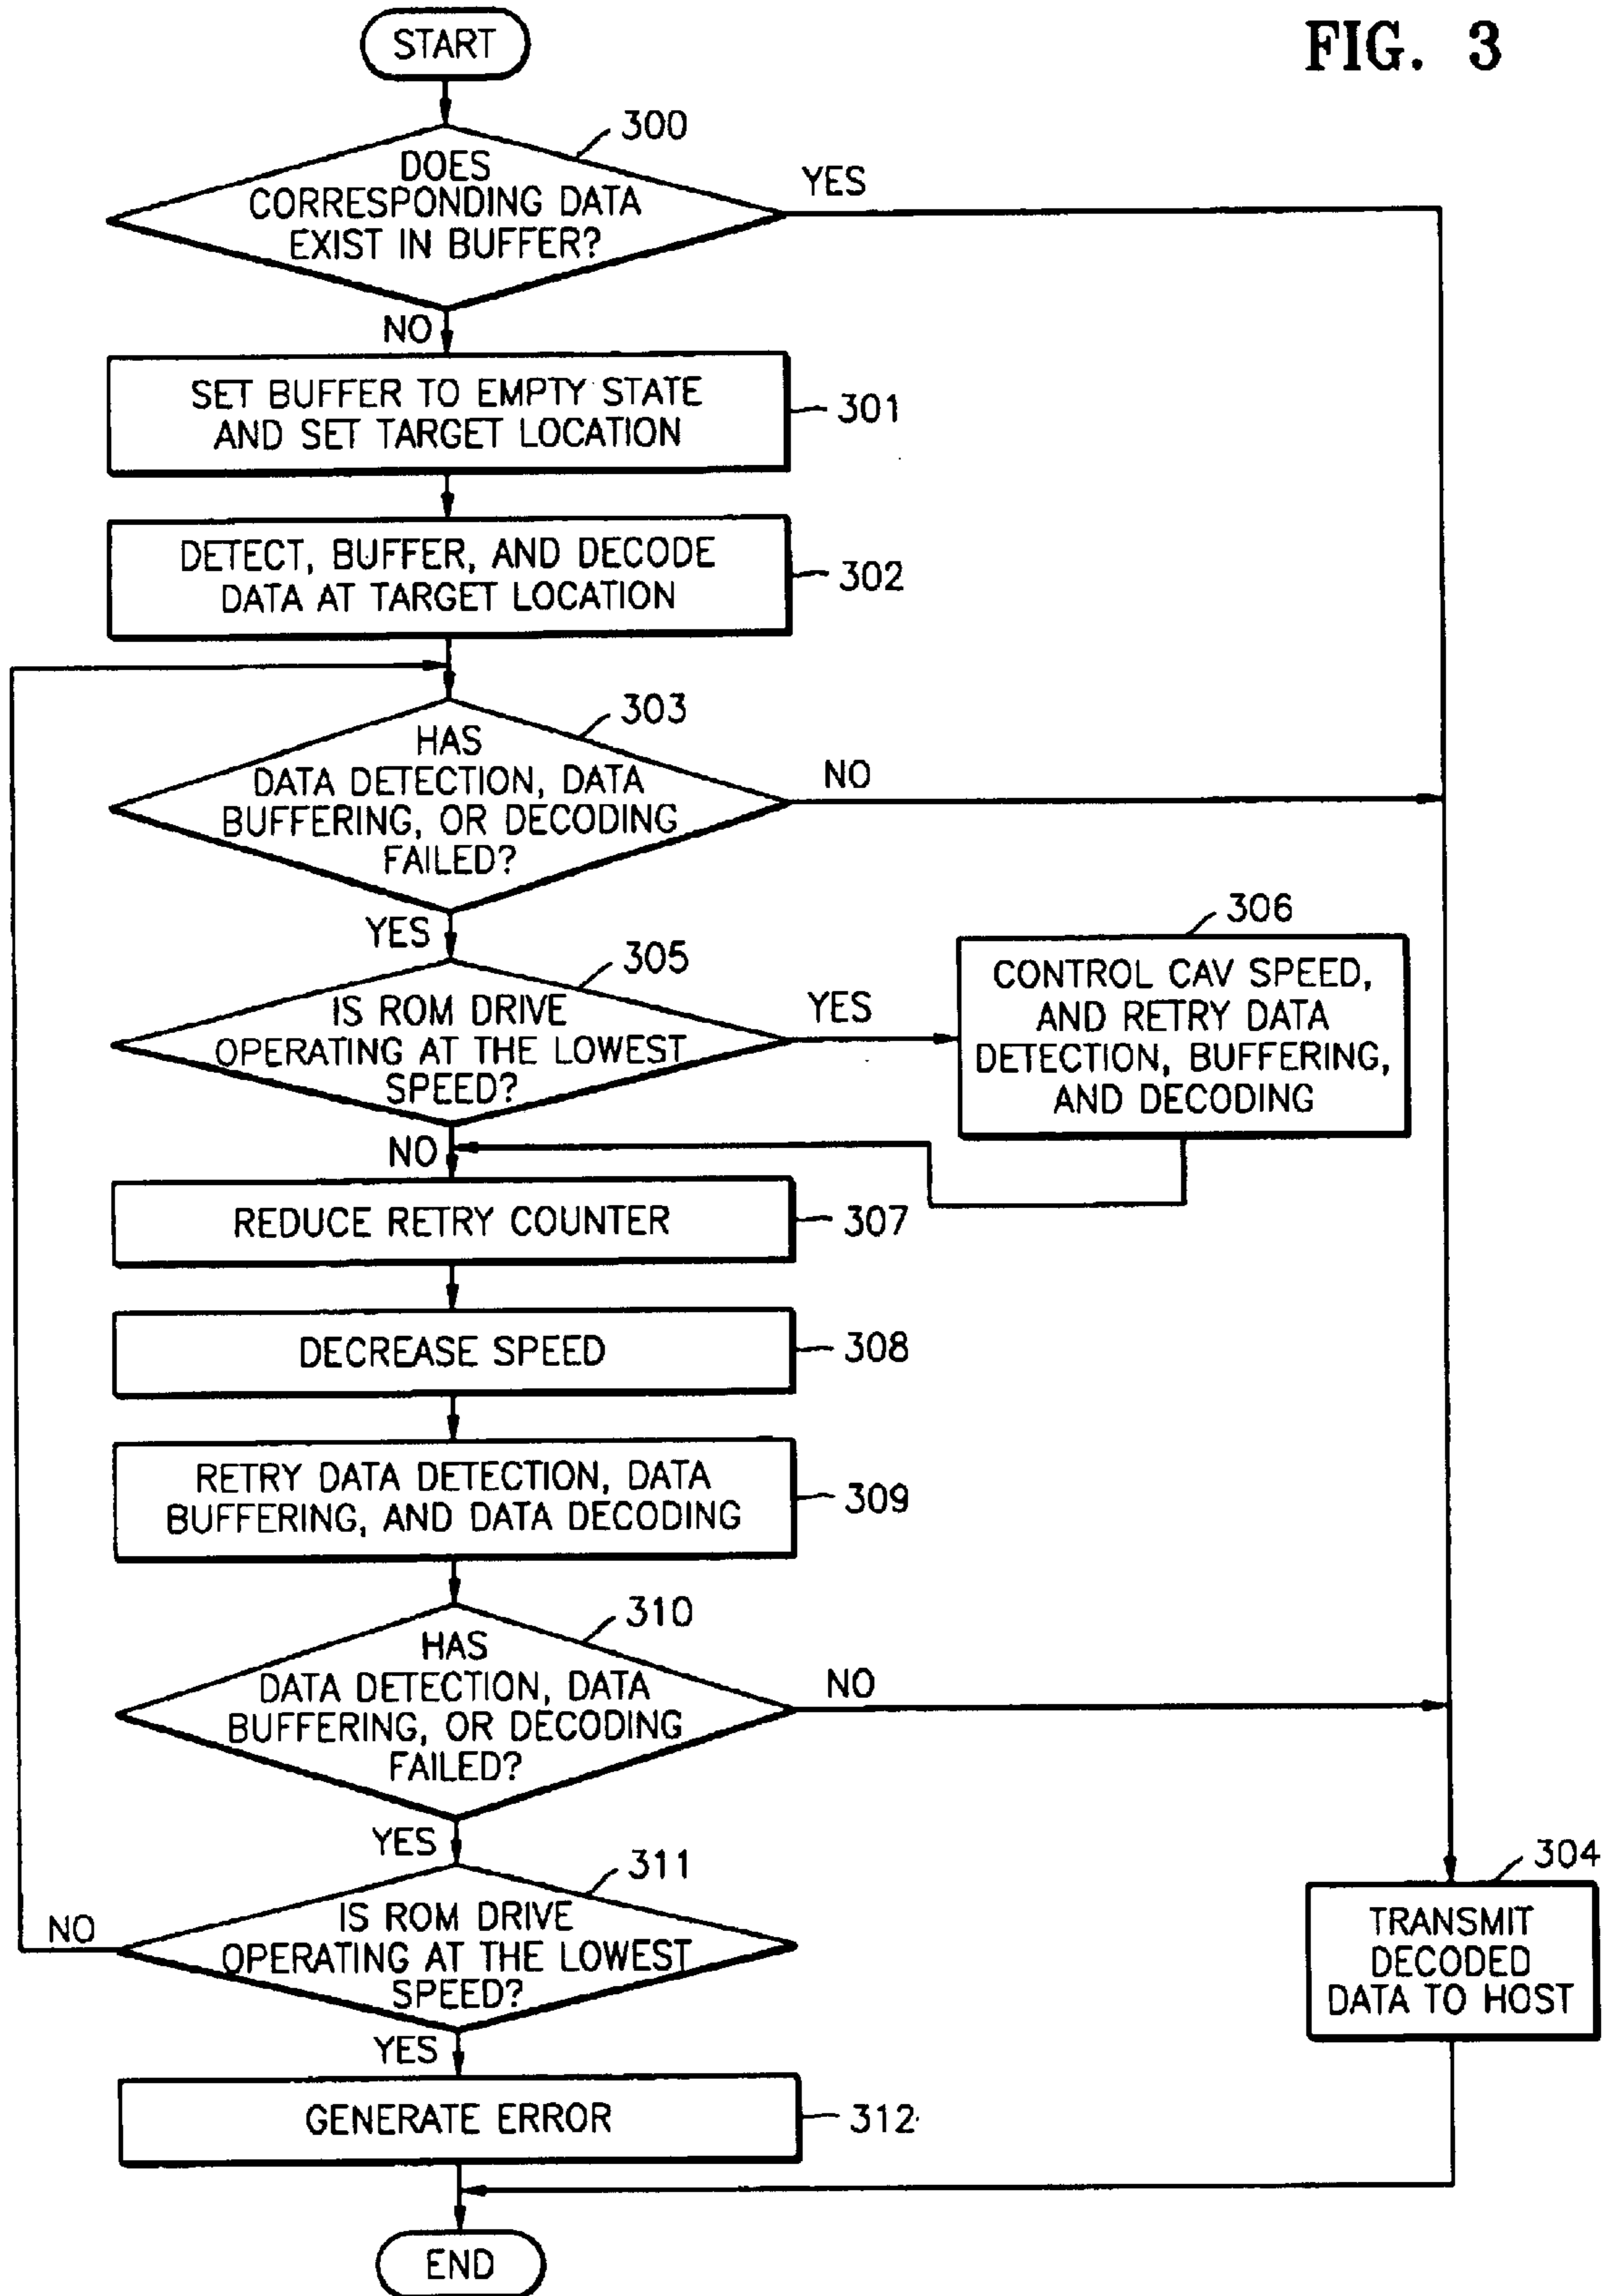 FIG. 3
START
300
DOES
CORRESPONDING DATA
EXIST IN BUFFER?
YES
NO
SET BUFFER TO EMPTY STATE
AND SET TARGET LOCATION
301
DETECT, BUFFER, AND DECODE
DATA AT TARGET LOCATION
302
303
HAS
DATA DETECTION, DATA
BUFFERING, OR DECODING
FAILED?
NO
YES
305
IS ROM DRIVE
OPERATING AT THE LOWEST
SPEED?
YES
306
CONTROL CAV SPEED,
AND RETRY DATA
DETECTION, BUFFERING,
AND DECODING
NO
REDUCE RETRY COUNTER
307
DECREASE SPEED
308
RETRY DATA DETECTION, DATA
BUFFERING, AND DATA DECODING
309
310
HAS
DATA DETECTION, DATA
BUFFERING, OR DECODING
FAILED?
NO
YES
311
IS ROM DRIVE
OPERATING AT THE LOWEST
SPEED?
NO
YES
304
TRANSMIT
DECODED
DATA TO HOST
GENERATE ERROR
312
END